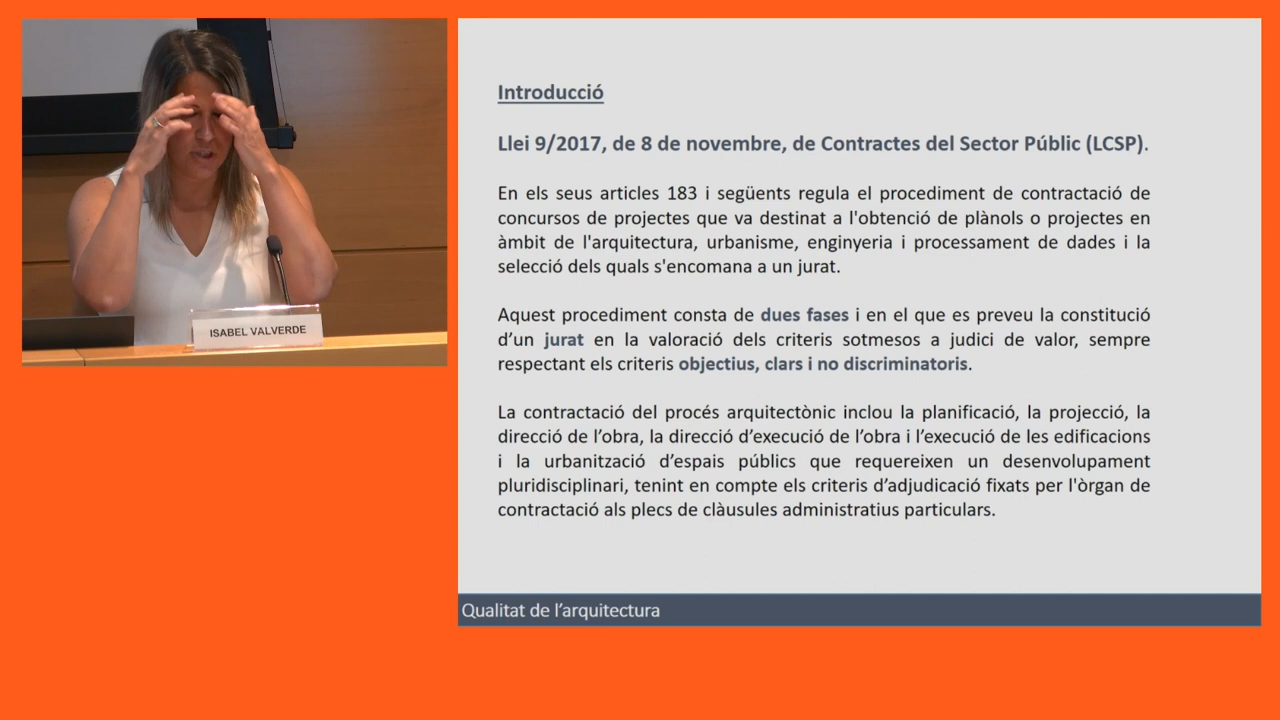 ISABEL VALVERDE
Introducció
Llei 9/2017, de 8 de novembre, de Contractes del Sector Públic (LCSP).
En els seus articles 183 i següents regula el procediment de contractació de
concursos de projectes que va destinat a l'obtenció de plànols o projectes en
àmbit de l'arquitectura, urbanisme, enginyeria i processament de dades i la
selecció dels quals s'encomana a un jurat.
Aquest procediment consta de dues fases i en el que es preveu la constitució
d’un jurat en la valoració dels criteris sotmesos a judici de valor, sempre
respectant els criteris objectius, clars i no discriminatoris.
La contractació del procés arquitectònic inclou la planificació, la projecció, la
direcció de l’obra, la direcció d’execució de l’obra i l’execució de les edificacions
i la urbanització d’espais públics que requereixen un desenvolupament
pluridisciplinari, tenint en compte els criteris d’adjudicació fixats per l'òrgan de
contractació als plecs de clàusules administratius particulars.
Qualitat de l’arquitectura